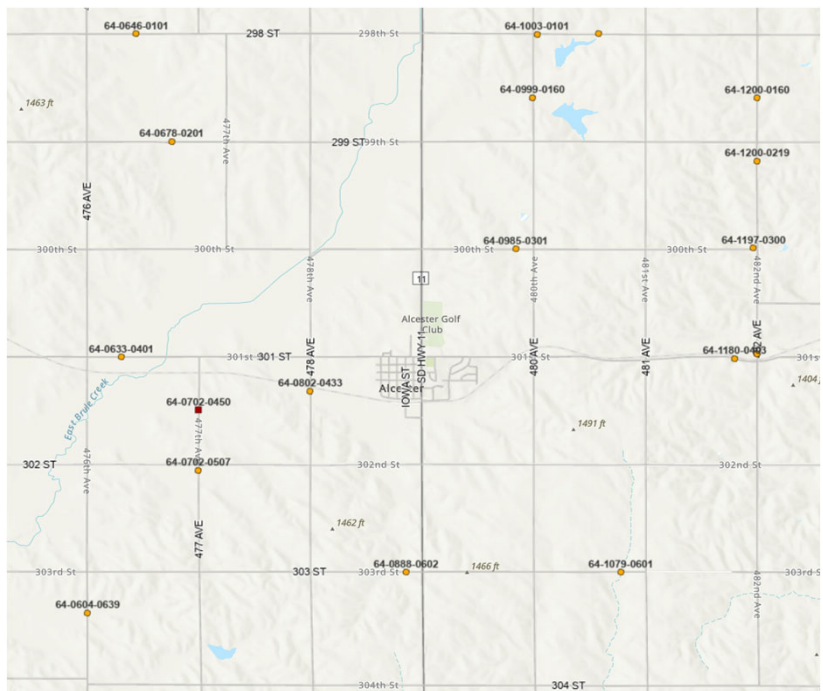 64-0646-0101
64-1003-0101
298 ST
298th St
64-0999-0160
64-1200-0160
1463 ft
64-0678-0201
477th Ave
299 ST
99th St
64-1200-0219
476 AVE
300th St
300th St
64-0985-0301
300th St
64-1197-0300
300th St
478th Ave
480th Ave
481st Ave
482nd Ave
11
Alcester Golf
Club
64-0633-0401
301st
301 ST
478 AVE
SD HWY 11
480 AVE
481 AVE
64-1180-0403
64-0802-0433
IOWA ST
Alcester
1404 ft
64-0702-0450
East Brule Creek
477th Ave
1491 ft
302 ST
476th Ave
64-0702-0507
302nd St
302nd St
477 AVE
1462 ft
303rd St
303 ST
303rd St
64-0888-0602
1466 ft
64-1079-0601
303rd S
482nd Ave
64-0604-0639
304th St
304 ST